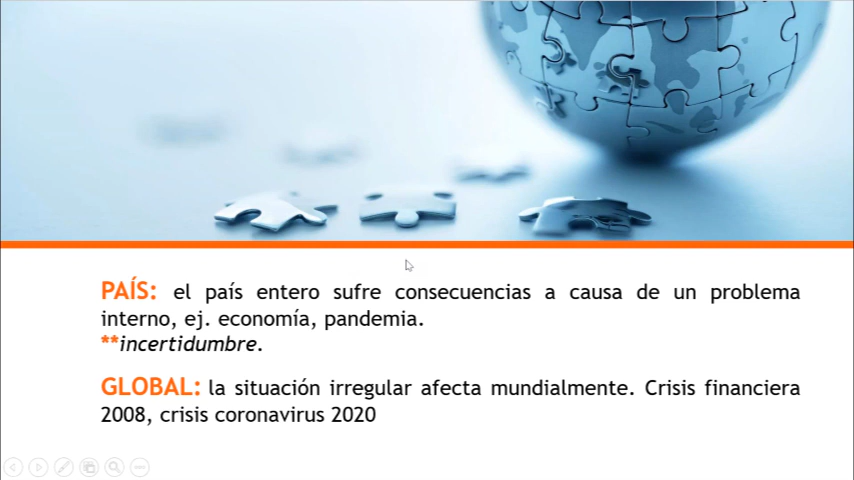 PAÍS: el país entero sufre consecuencias a causa de un problema
interno, ej. economía, pandemia.
**incertidumbre.
GLOBAL: la situación irregular afecta mundialmente. Crisis financiera
2008, crisis coronavirus 2020